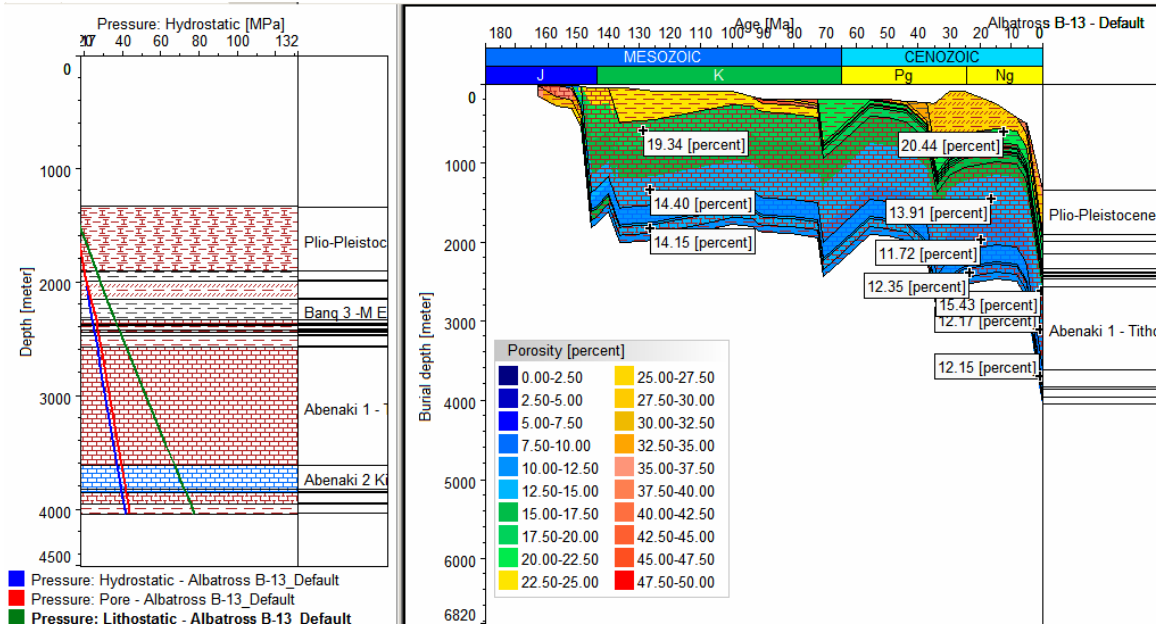 Pressure: Hydrostatic [MPa]
40 60 80 100 132
0
1000
2000
3000
4000
4500
Depth [meter]
Plio-Pleistoc
Banq 3 -M E
Abenaki 1 - T
Abenaki 2 Ki
Pressure: Hydrostatic - Albatross B-13_Default
Pressure: Pore - Albatross B-13_Default
Pressure: Lithostatic - Albatross B-13_Default
Age [Ma]
Albatross B-13 - Default
180 170 160 150 140 130 120 110 100 90 80 70 60 50 40 30 20 10 0
MESOZOIC CENOZOIC
J K Pg Ng
0
1000
2000
3000
4000
5000
6000
6820
Burial depth [meter]
19.34 [percent]
20.44 [percent]
14.40 [percent]
13.91 [percent]
14.15 [percent]
11.72 [percent]
12.35 [percent]
15.43 [percent]
12.17 [percent]
12.15 [percent]
Plio-Pleistocene
Abenaki 1 - Titho
Porosity [percent]
0.00-2.50 25.00-27.50
2.50-5.00 27.50-30.00
5.00-7.50 30.00-32.50
7.50-10.00 32.50-35.00
10.00-12.50 35.00-37.50
12.50-15.00 37.50-40.00
15.00-17.50 40.00-42.50
17.50-20.00 42.50-45.00
20.00-22.50 45.00-47.50
22.50-25.00 47.50-50.00